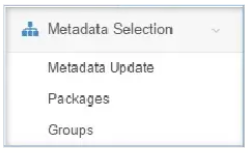 Metadata Selection
Metadata Update
Packages
Groups